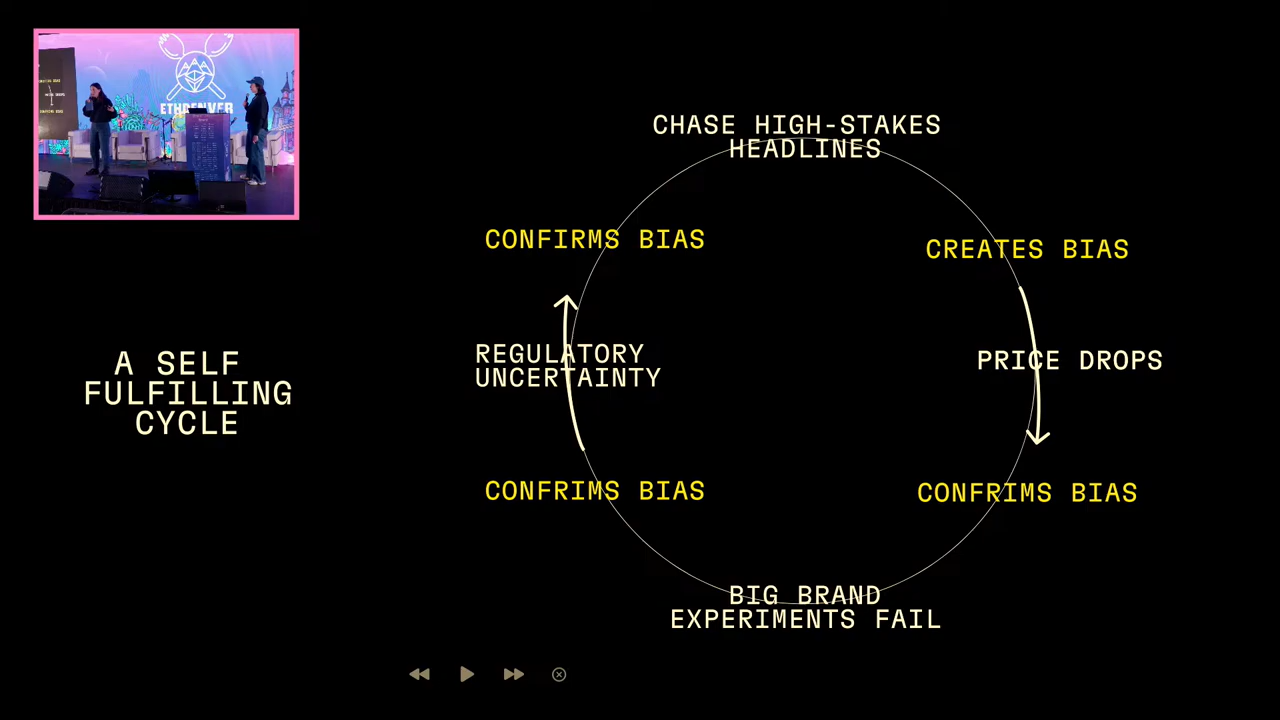 ETHDENVER
A SELF
FULFILLING
CYCLE
CHASE HIGH-STAKES
HEADLINES
CREATES BIAS
PRICE DROPS
CONFRIMS BIAS
BIG BRAND
EXPERIMENTS FAIL
CONFRIMS BIAS
REGULATORY
UNCERTAINTY
CONFIRMS BIAS